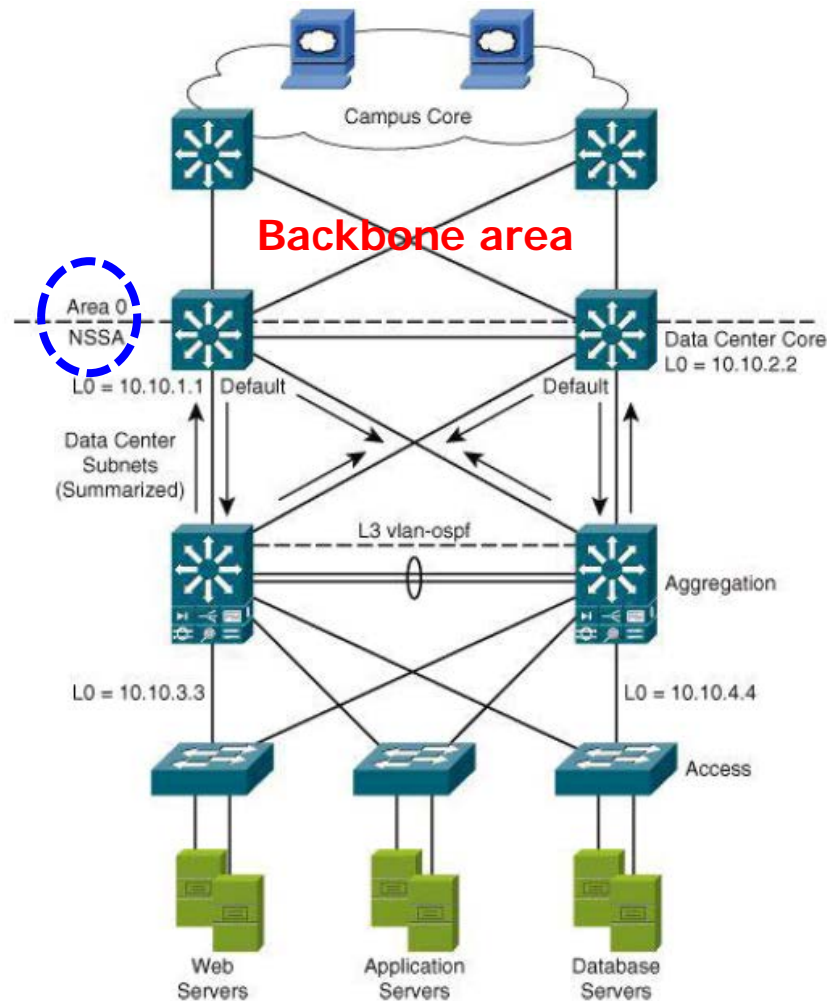 Campus Core
Backbone area
Area 0
NSSA
Data Center Core
L0 = 10.10.2.2
L0 = 10.10.1.1
Default
Default
Data Center
Subnets
(Summarized)
L3 vlan-ospf
Aggregation
L0 = 10.10.3.3
L0 = 10.10.4.4
Access
Web
Servers
Application
Servers
Database
Servers